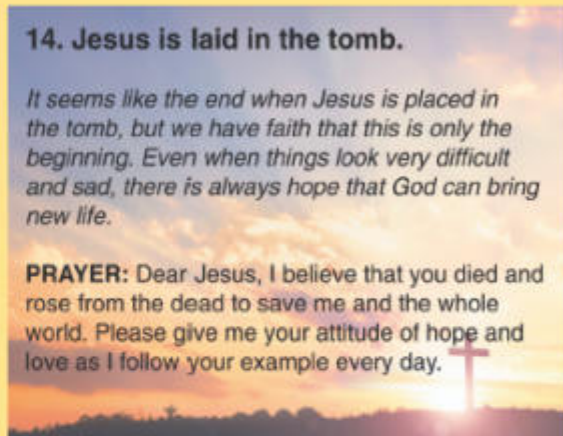 14. Jesus is laid in the tomb.
It seems like the end when Jesus is placed in
the tomb, but we have faith that this is only the
beginning. Even when things look very difficult
and sad, there is always hope that God can bring
new life.
PRAYER: Dear Jesus, I believe that you died and
rose from the dead to save me and the whole
world. Please give me your attitude of hope and
love as I follow your example every day.